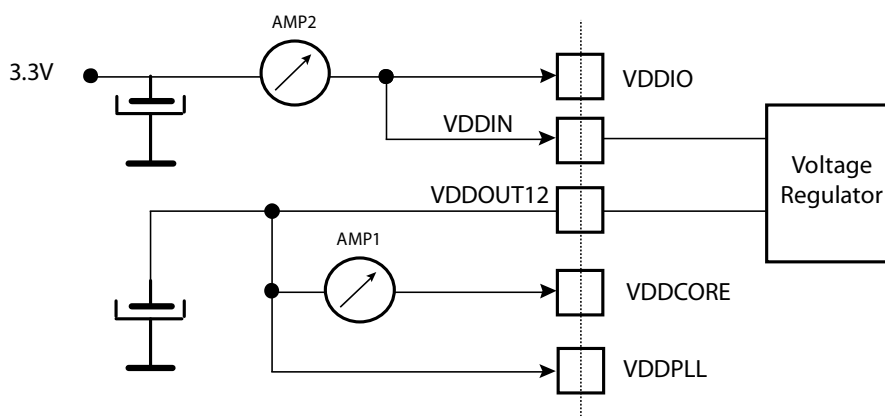 AMP2
3.3V
VDDIO
VDDIN
Voltage
Regulator
VDDOUT12
AMP1
VDDCORE
VDDPLL